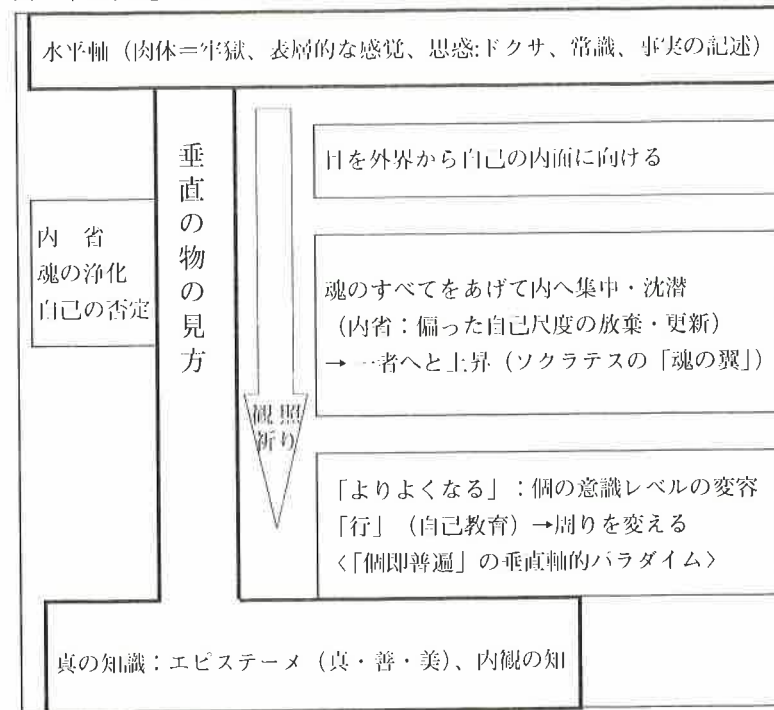 水平軸（肉体＝牢獄、表層的な感覚、思惑:ドクサ、常識、事実の記述）
垂直の物の見方
目を外界から自己の内面に向ける
内　省
魂の浄化
自己の否定
魂のすべてをあげて内へ集中・沈潜
（内省：偏った自己尺度の放棄・更新）
→一者へと上昇（ソクラテスの「魂の翼」）
観照
祈り
「よりよくなる」：個の意識レベルの変容
「行」（自己教育）→周りを変える
〈「個即普遍」の垂直軸的パラダイム〉
真の知識：エピステーメ（真・善・美）、内観の知